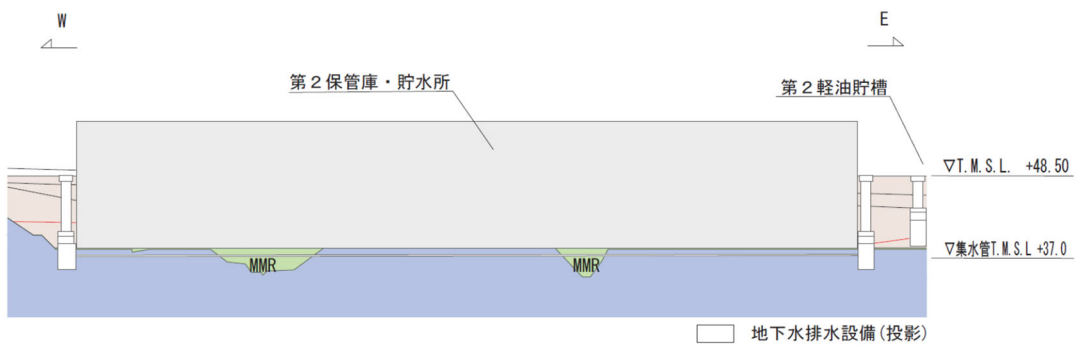 W
E
第2保管庫・貯水所
第2軽油貯槽
▽T.M.S.L. +48.50
▽集水管T.M.S.L +37.0
MMR
MMR
地下水排水設備(投影)